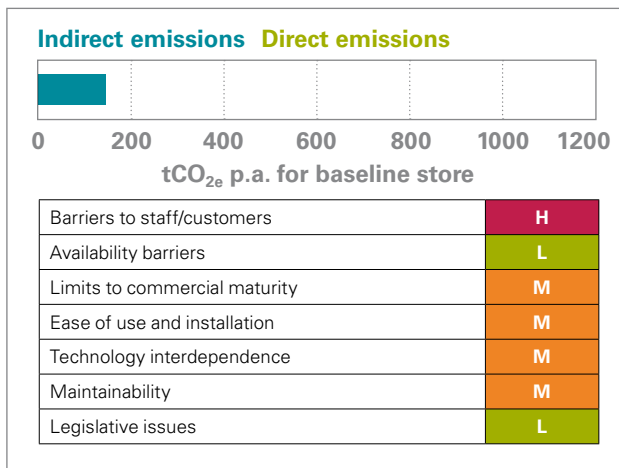 Indirect emissions Direct emissions
0 200 400 600 800 1000 1200
tCO2e p.a. for baseline store
Barriers to staff/customers H
Availability barriers L
Limits to commercial maturity M
Ease of use and installation M
Technology interdependence M
Maintainability M
Legislative issues L